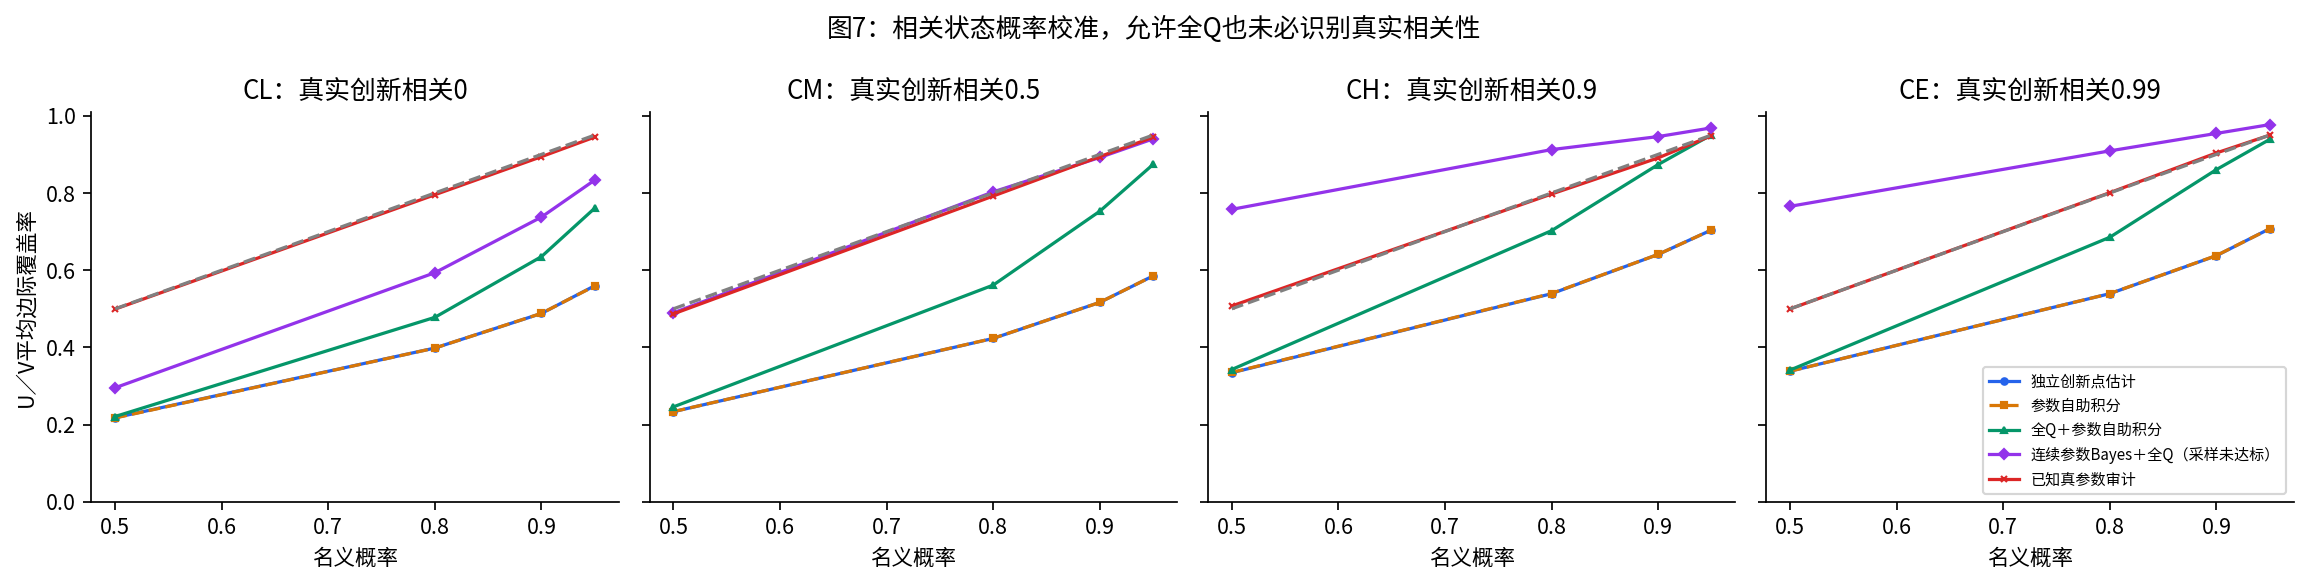 图7：相关状态概率校准，允许全Q也未必识别真实相关性
CL：真实创新相关0
CM：真实创新相关0.5
CH：真实创新相关0.9
CE：真实创新相关0.99
U／V平均边际覆盖率
1.0
0.8
0.6
0.4
0.2
0.0
0.5 0.6 0.7 0.8 0.9
0.5 0.6 0.7 0.8 0.9
0.5 0.6 0.7 0.8 0.9
0.5 0.6 0.7 0.8 0.9
名义概率
名义概率
名义概率
名义概率
独立创新点估计
参数自助积分
全Q＋参数自助积分
连续参数Bayes＋全Q（采样未达标）
已知真参数审计